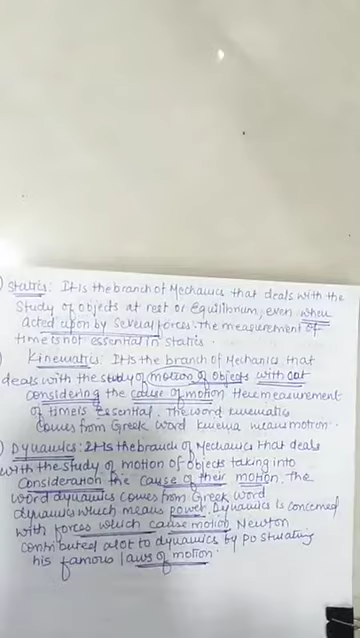 ) Statics: It is the branch of Mechanics that deals with the
study of objects at rest or Equilibrium, even when
acted upon by several forces. The measurement of
time is not essential in statics.
) Kinematics: It is the branch of Mechanics that
deals with the study of motion of objects with out
considering the cause of motion Here measurement
of time is essential. The word kinematics
comes from Greek word kinema means motion.
) Dynamics: It is the branch of Mechanics that deals
with the study of motion of objects taking into
consideration the cause of their motion. The
word dynamics comes from Greek word
dynamis which means power. Dynamics is concerned
with forces which cause motion Newton
contributed alot to dynamics by postulating
his famous laws of motion.